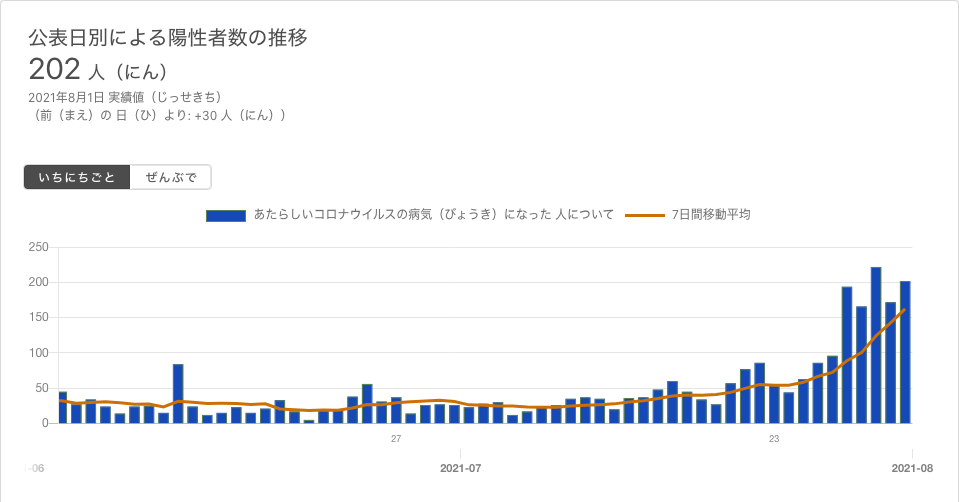 公表日別による陽性者数の推移
202 人（にん）
2021年8月1日 実績値（じっせきち）
（前（まえ）の 日（ひ）より: +30 人（にん））
いちにちごと ぜんぶで
あたらしいコロナウイルスの病気（びょうき）になった 人について 7日間移動平均
250
200
150
100
50
0
27 23
-06 2021-07 2021-08